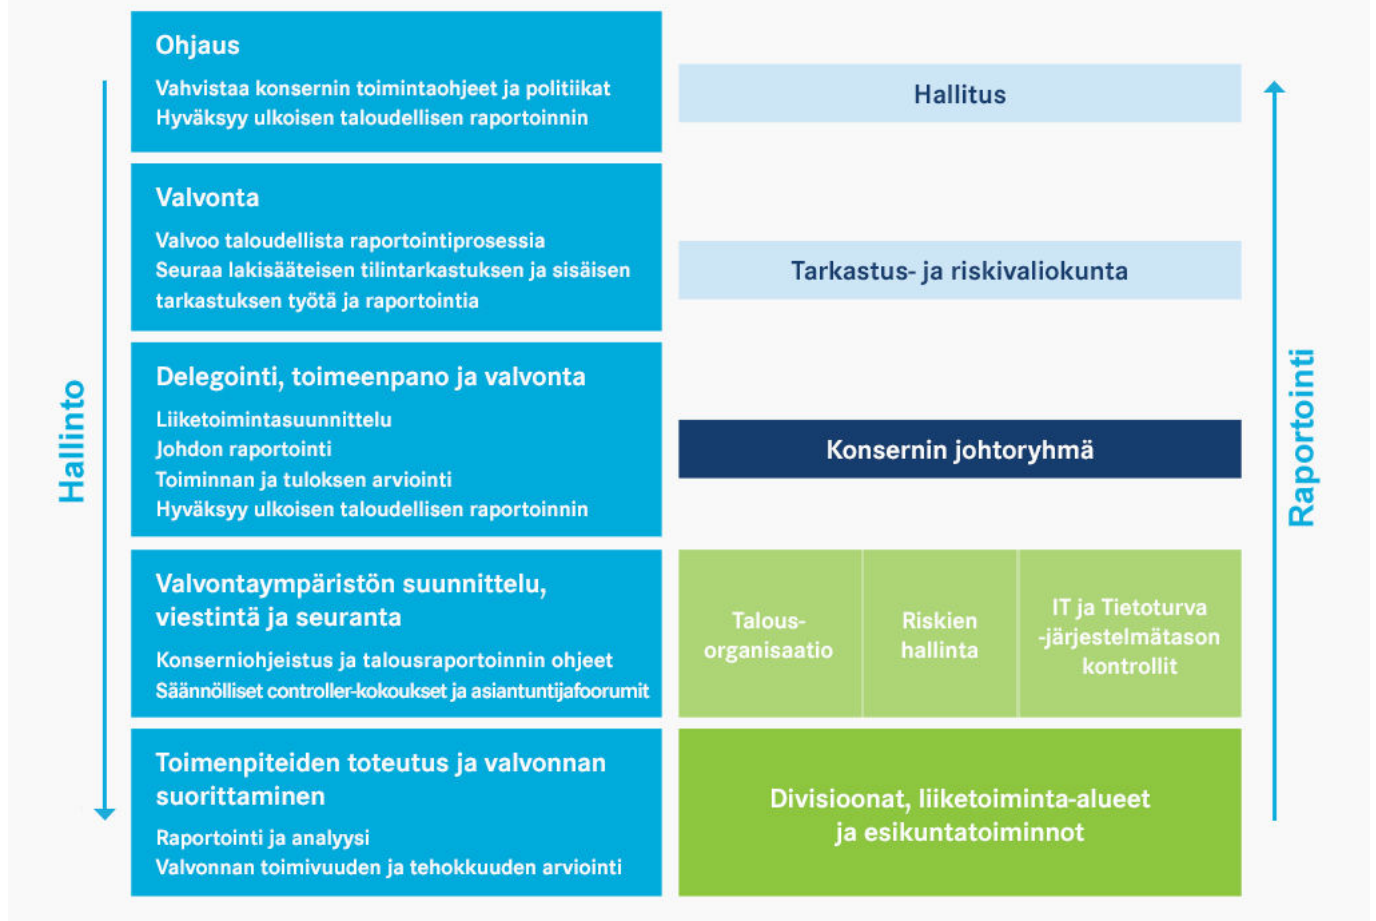 Hallinto
Ohjaus
Vahvistaa konsernin toimintaohjeet ja politiikat
Hyväksyy ulkoisen taloudellisen raportoinnin
Hallitus
Valvonta
Valvoo taloudellista raportointiprosessia
Seuraa lakisääteisen tilintarkastuksen ja sisäisen
tarkastuksen työtä ja raportointia
Tarkastus- ja riskivaliokunta
Delegointi, toimeenpano ja valvonta
Liiketoimintasuunnittelu
Johdon raportointi
Toiminnan ja tuloksen arviointi
Hyväksyy ulkoisen taloudellisen raportoinnin
Konsernin johtoryhmä
Valvontaympäristön suunnittelu,
viestintä ja seuranta
Konserniohjeistus ja talousraportoinnin ohjeet
Säännölliset controller-kokoukset ja asiantuntijafoorumit
Talous-
organisaatio
Riskien
hallinta
IT ja Tietoturva
-järjestelmätason
kontrollit
Toimenpiteiden toteutus ja valvonnan
suorittaminen
Raportointi ja analyysi
Valvonnan toimivuuden ja tehokkuuden arviointi
Divisioonat, liiketoiminta-alueet
ja esikuntatoiminnot
Raportointi